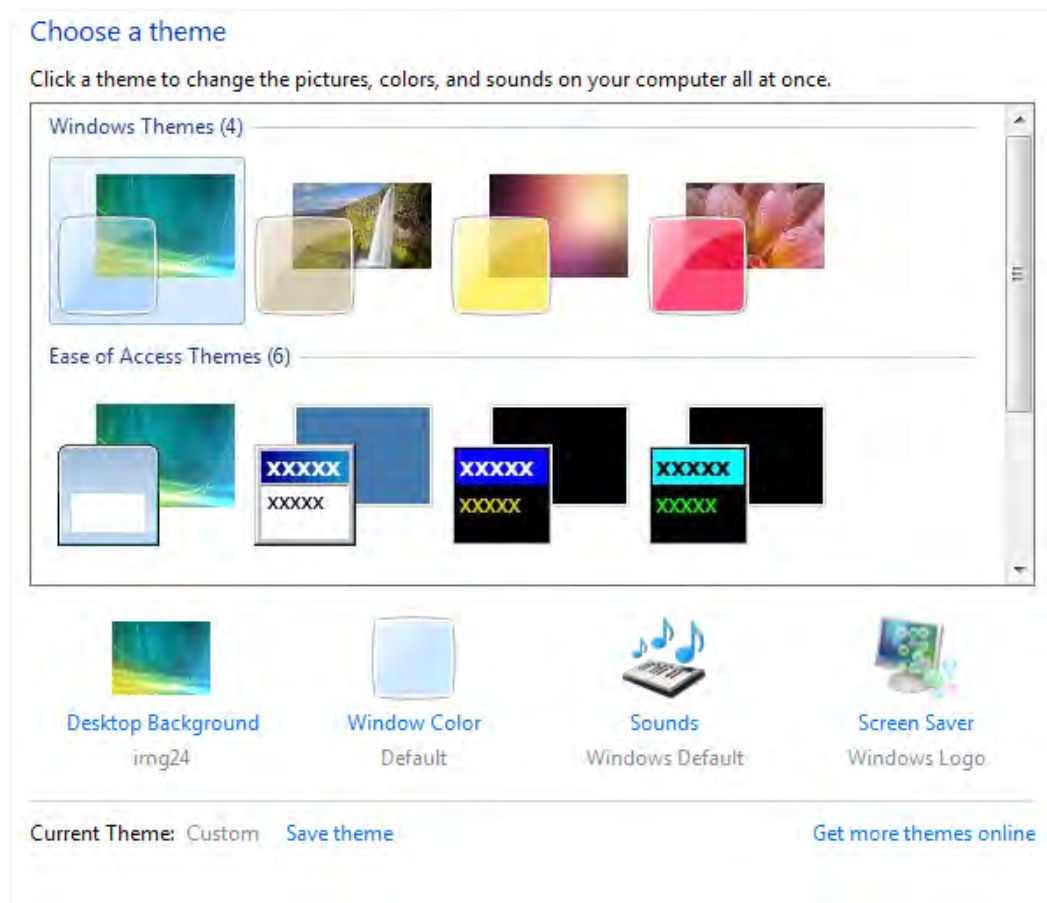 Choose a theme
Click a theme to change the pictures, colors, and sounds on your computer all at once.
Windows Themes (4)
Ease of Access Themes (6)
XXXXX XXXXX XXXXX
XXXXX XXXXX XXXXX
Desktop Background Window Color Sounds Screen Saver
img24 Default Windows Default Windows Logo
Current Theme: Custom Save theme Get more themes online